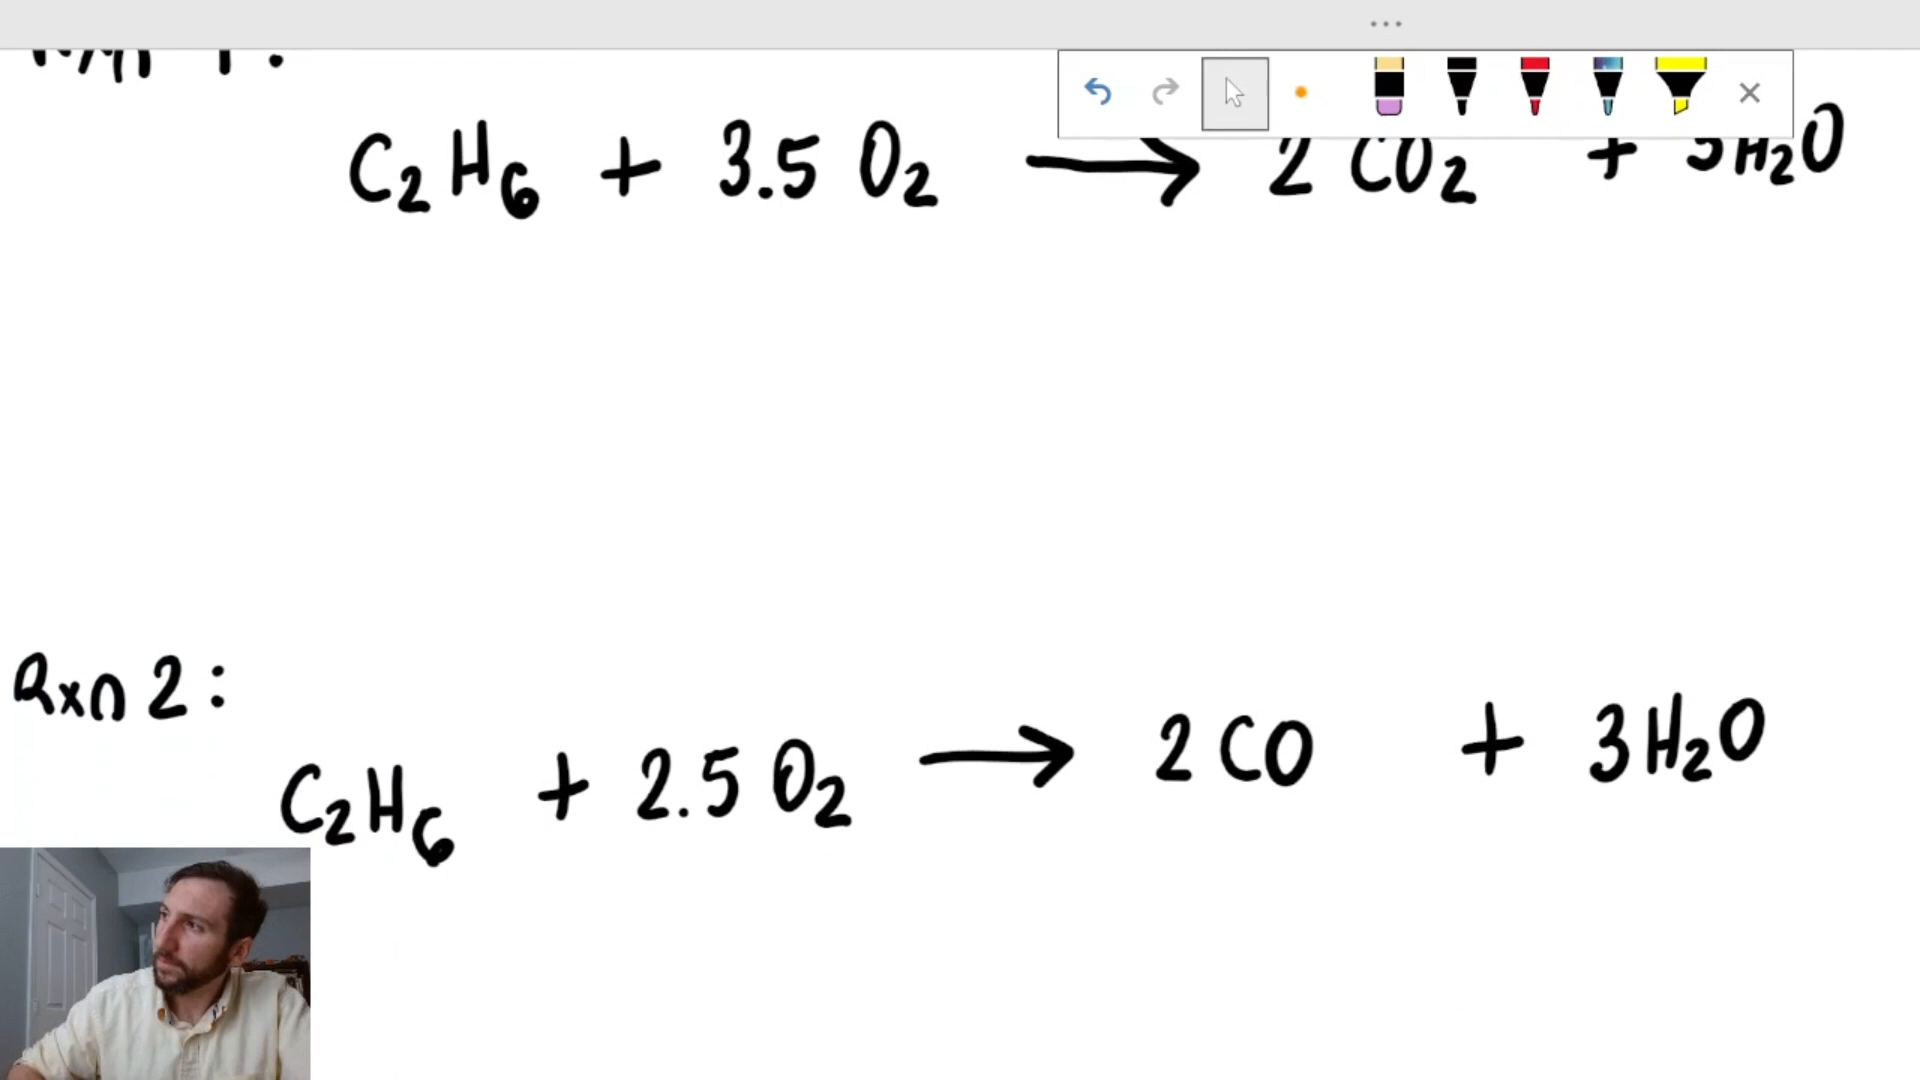 C₂H₆ + 3.5 O₂ → 2 CO₂ + 3H₂O
Rxn 2:
C₂H₆ + 2.5 O₂ → 2 CO + 3H₂O